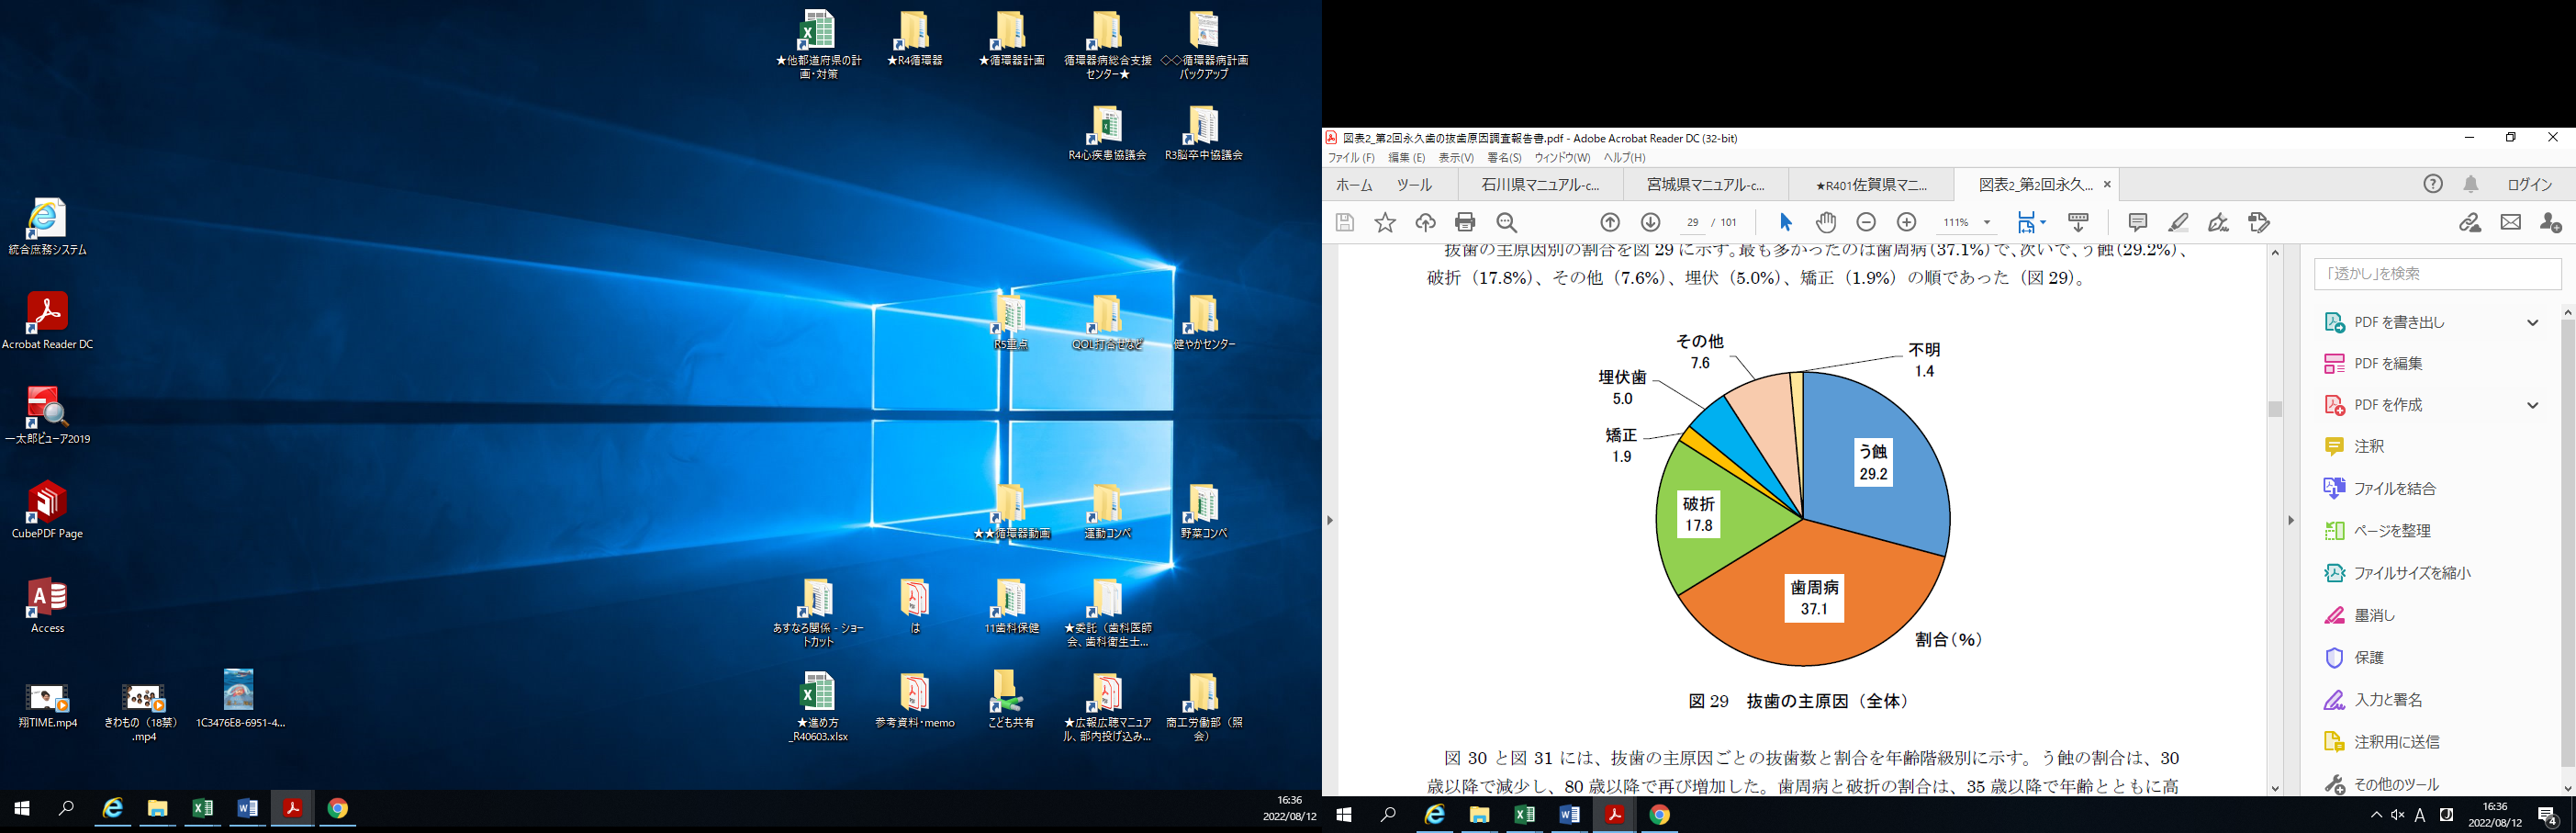 ★他都道府県の計
画・対策
★R4循環器
★循環器計画
循環器病総合支援
センター★
◇◇循環器病計画
バックアップ
R4心疾患協議会
R3脳卒中協議会
統合庶務システム
Acrobat Reader DC
R5重点
QOL打合せなど
健やかセンター
一太郎ビューア2019
CubePDF Page
★★循環器動画
運動コンペ
野菜コンペ
Access
あすなろ関係 - ショー
トカット
は
11歯科保健
★委託（歯科医師
会、歯科衛生士...
翔TIME.mp4
きわもの（18禁）
.mp4
1C3476E8-6951-4...
★進め方
_R40603.xlsx
参考資料・memo
こども共有
★広報広聴マニュア
ル、部内投げ込み...
商工労働部（照
会）
16:36
2022/08/12
図表2_第2回永久歯の抜歯原因調査報告書.pdf - Adobe Acrobat Reader DC (32-bit)
ファイル(F) 編集(E) 表示(V) 署名(S) ウィンドウ(W) ヘルプ(H)
ホーム ツール 石川県マニュアル-c... 宮城県マニュアル-c... ★R401佐賀県マニ... 図表2_第2回永久... × ログイン
29 / 101 111%
抜歯の主原因別の割合を図 29 に示す。最も多かったのは歯周病（37.1%）で、次いで、う蝕（29.2%）、
破折（17.8%）、その他（7.6%）、埋伏（5.0%）、矯正（1.9%）の順であった（図 29）。
その他
7.6
不明
1.4
埋伏歯
5.0
矯正
1.9
う蝕
29.2
破折
17.8
歯周病
37.1
割合(%)
図 29　抜歯の主原因（全体）
図 30 と図 31 には、抜歯の主原因ごとの抜歯数と割合を年齢階級別に示す。う蝕の割合は、30
歳以降で減少し、80 歳以降で再び増加した。歯周病と破折の割合は、35 歳以降で年齢とともに高
「透かし」を検索
PDF を書き出し
PDF を編集
PDF を作成
注釈
ファイルを結合
ページを整理
ファイルサイズを縮小
墨消し
保護
入力と署名
注釈用に送信
その他のツール
A
16:36
2022/08/12
4